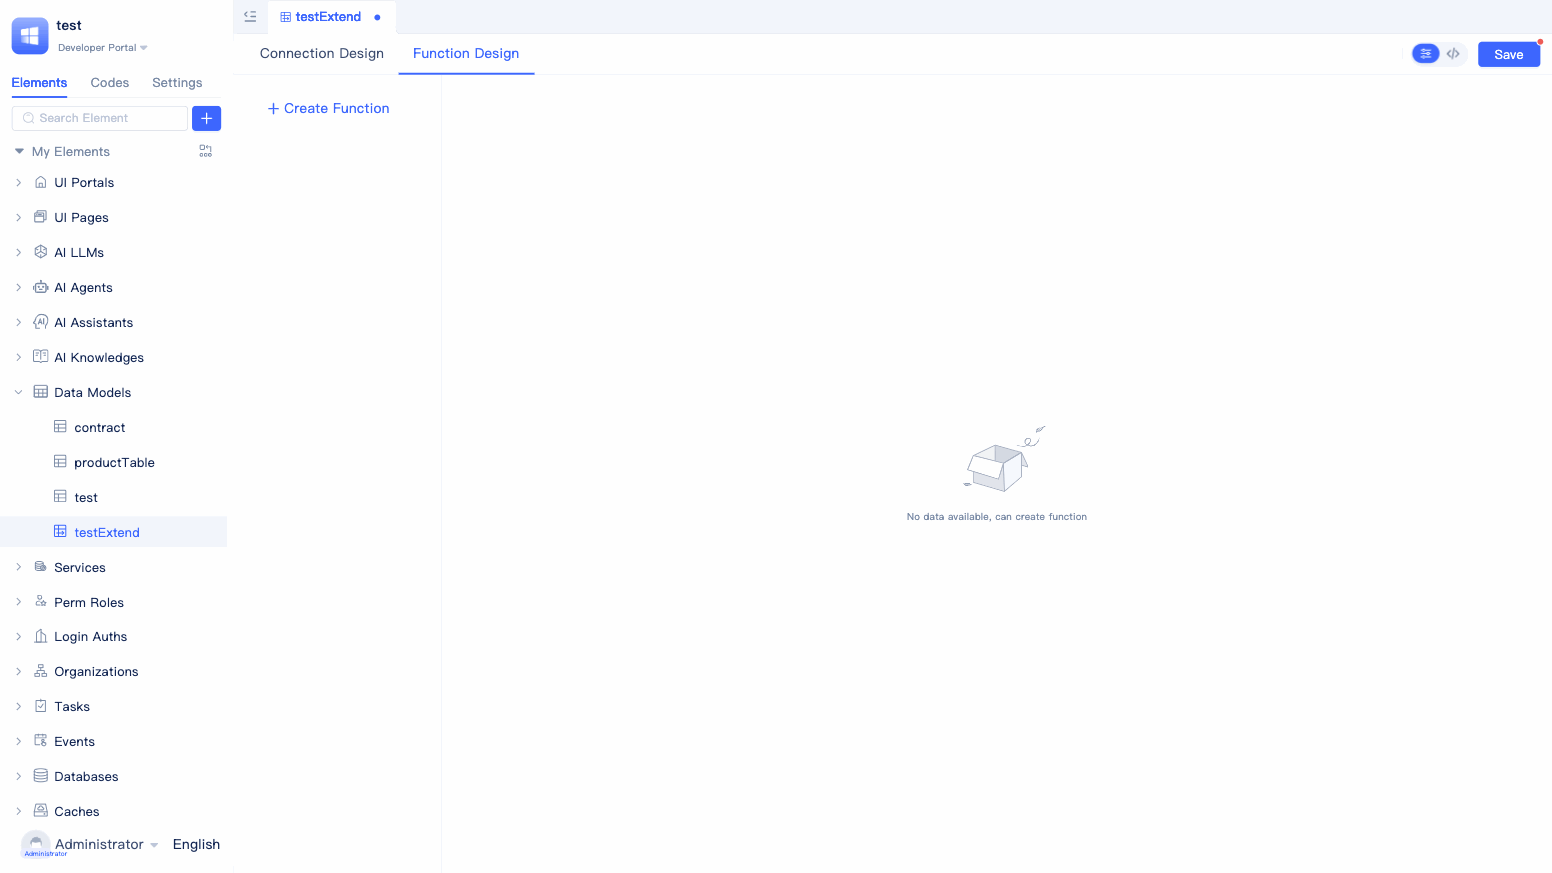 test
Developer Portal
testExtend
Connection Design
Function Design
Save
Elements
Codes
Settings
Search Element
Create Function
My Elements
UI Portals
UI Pages
AI LLMs
AI Agents
AI Assistants
AI Knowledges
Data Models
contract
productTable
test
testExtend
Services
Perm Roles
Login Auths
Organizations
Tasks
Events
Databases
Caches
No data available, can create function
Administrator
English
Administrator